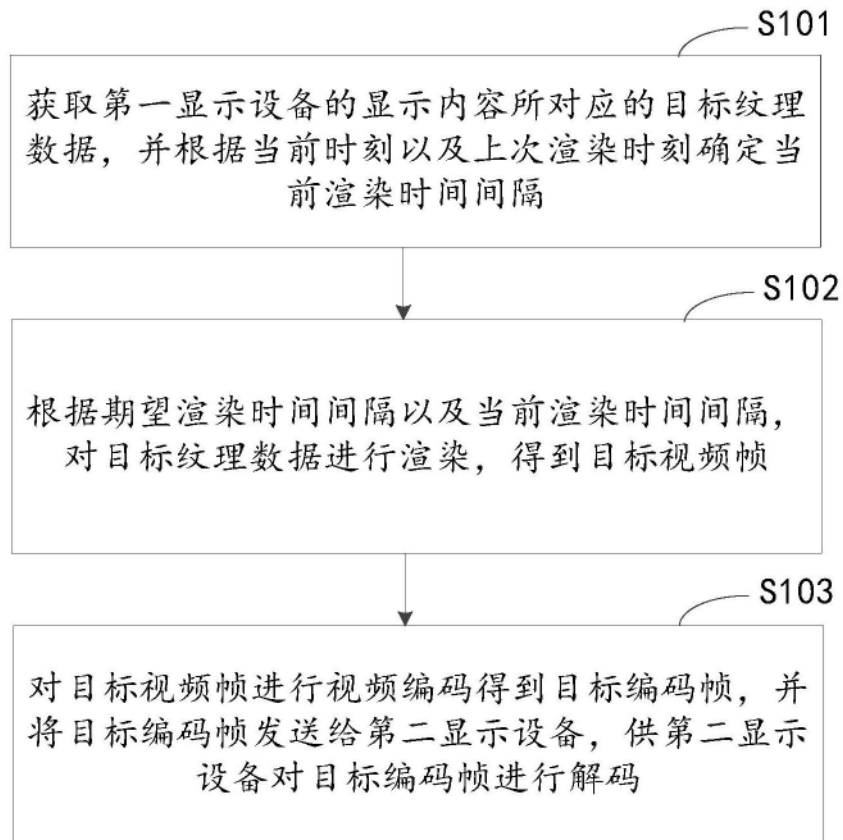 S101
获取第一显示设备的显示内容所对应的目标纹理
数据，并根据当前时刻以及上次渲染时刻确定当
前渲染时间间隔
S102
根据期望渲染时间间隔以及当前渲染时间间隔，
对目标纹理数据进行渲染，得到目标视频帧
S103
对目标视频帧进行视频编码得到目标编码帧，并
将目标编码帧发送给第二显示设备，供第二显示
设备对目标编码帧进行解码